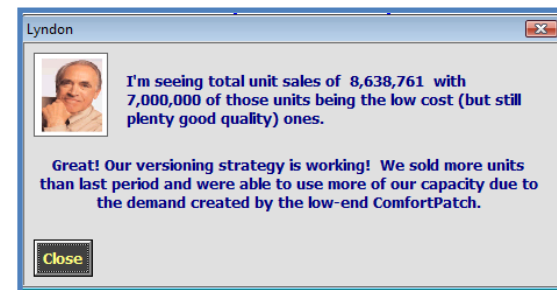 Lyndon
I'm seeing total unit sales of 8,638,761 with
7,000,000 of those units being the low cost (but still
plenty good quality) ones.
Great! Our versioning strategy is working! We sold more units
than last period and were able to use more of our capacity due to
the demand created by the low-end ComfortPatch.
Close